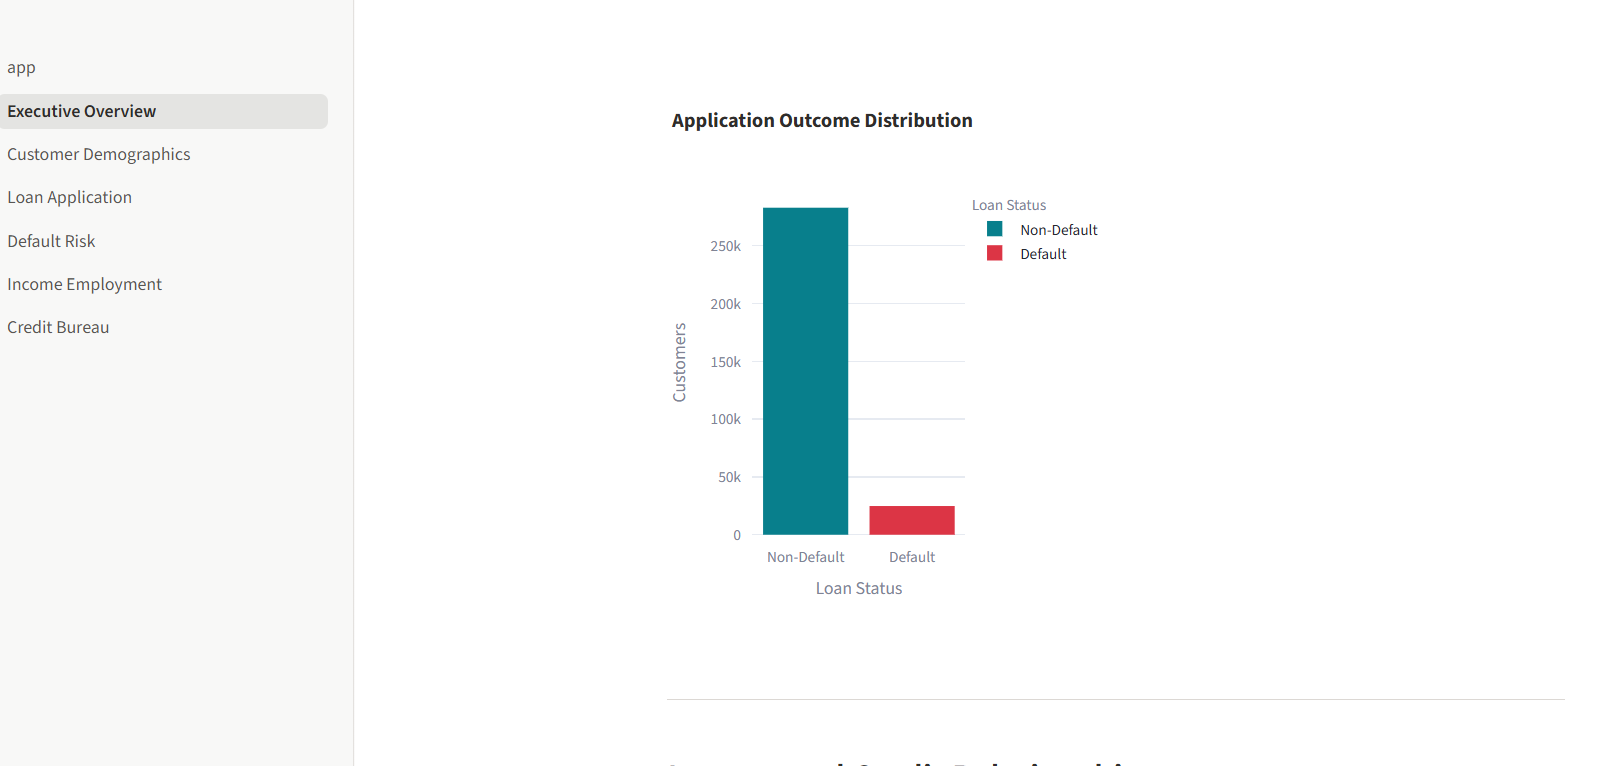 app
Executive Overview
Customer Demographics
Loan Application
Default Risk
Income Employment
Credit Bureau
Application Outcome Distribution
Loan Status
Non-Default
Default
250k
200k
150k
100k
50k
0
Customers
Non-Default
Default
Loan Status